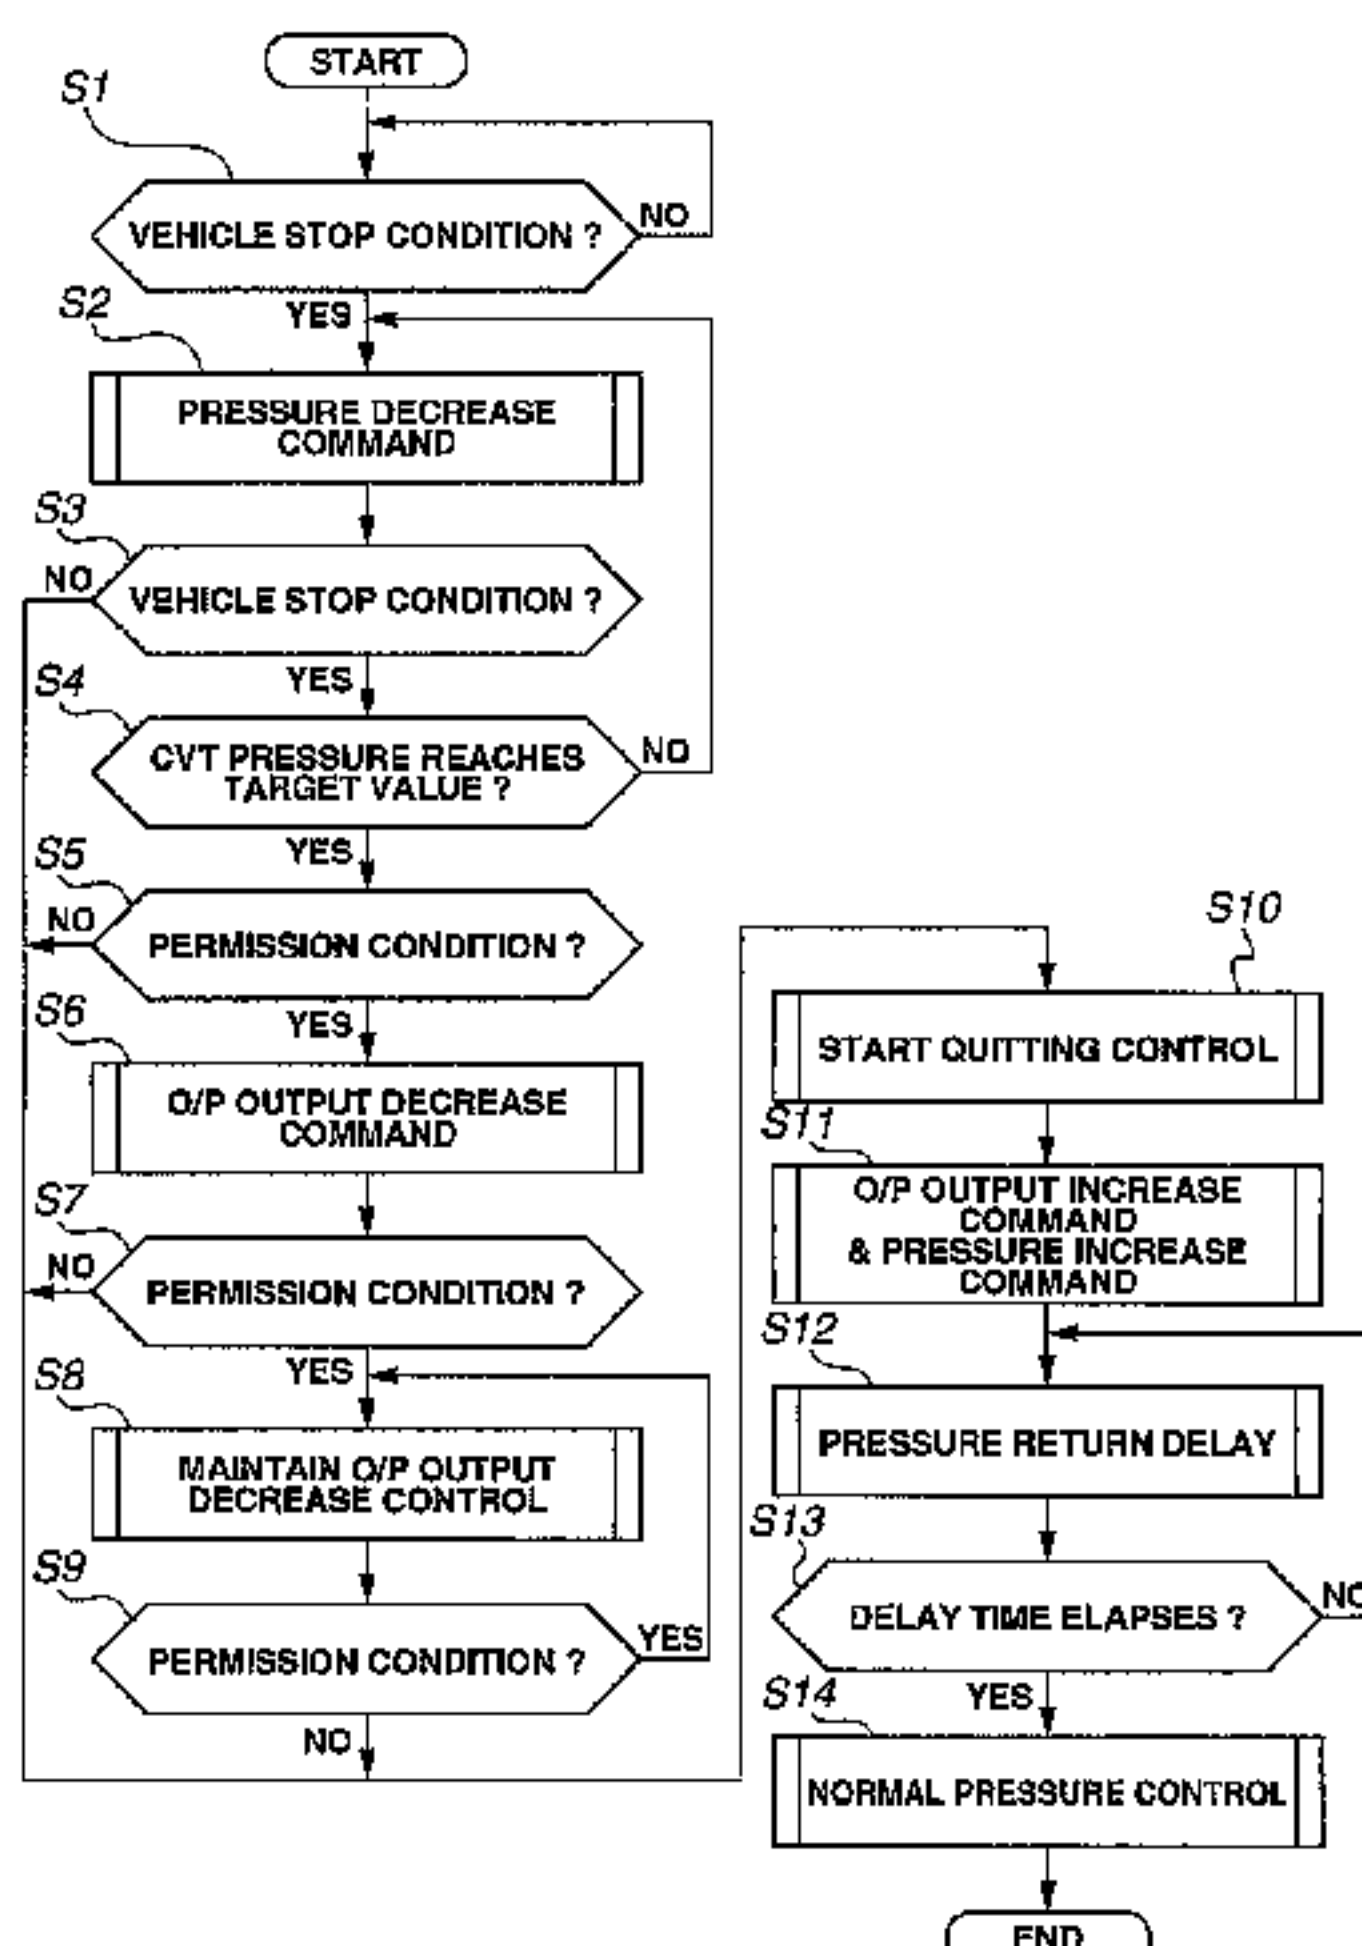 START
S1
VEHICLE STOP CONDITION ?
NO
YES
S2
PRESSURE DECREASE
COMMAND
S3
NO
VEHICLE STOP CONDITION ?
YES
S4
CVT PRESSURE REACHES
TARGET VALUE ?
NO
YES
S5
NO
PERMISSION CONDITION ?
YES
S6
O/P OUTPUT DECREASE
COMMAND
S7
NO
PERMISSION CONDITION ?
YES
S8
MAINTAIN O/P OUTPUT
DECREASE CONTROL
S9
PERMISSION CONDITION ?
YES
NO
S10
START QUITTING CONTROL
S11
O/P OUTPUT INCREASE
COMMAND
& PRESSURE INCREASE
COMMAND
S12
PRESSURE RETURN DELAY
S13
DELAY TIME ELAPSES ?
NO
YES
S14
NORMAL PRESSURE CONTROL
END